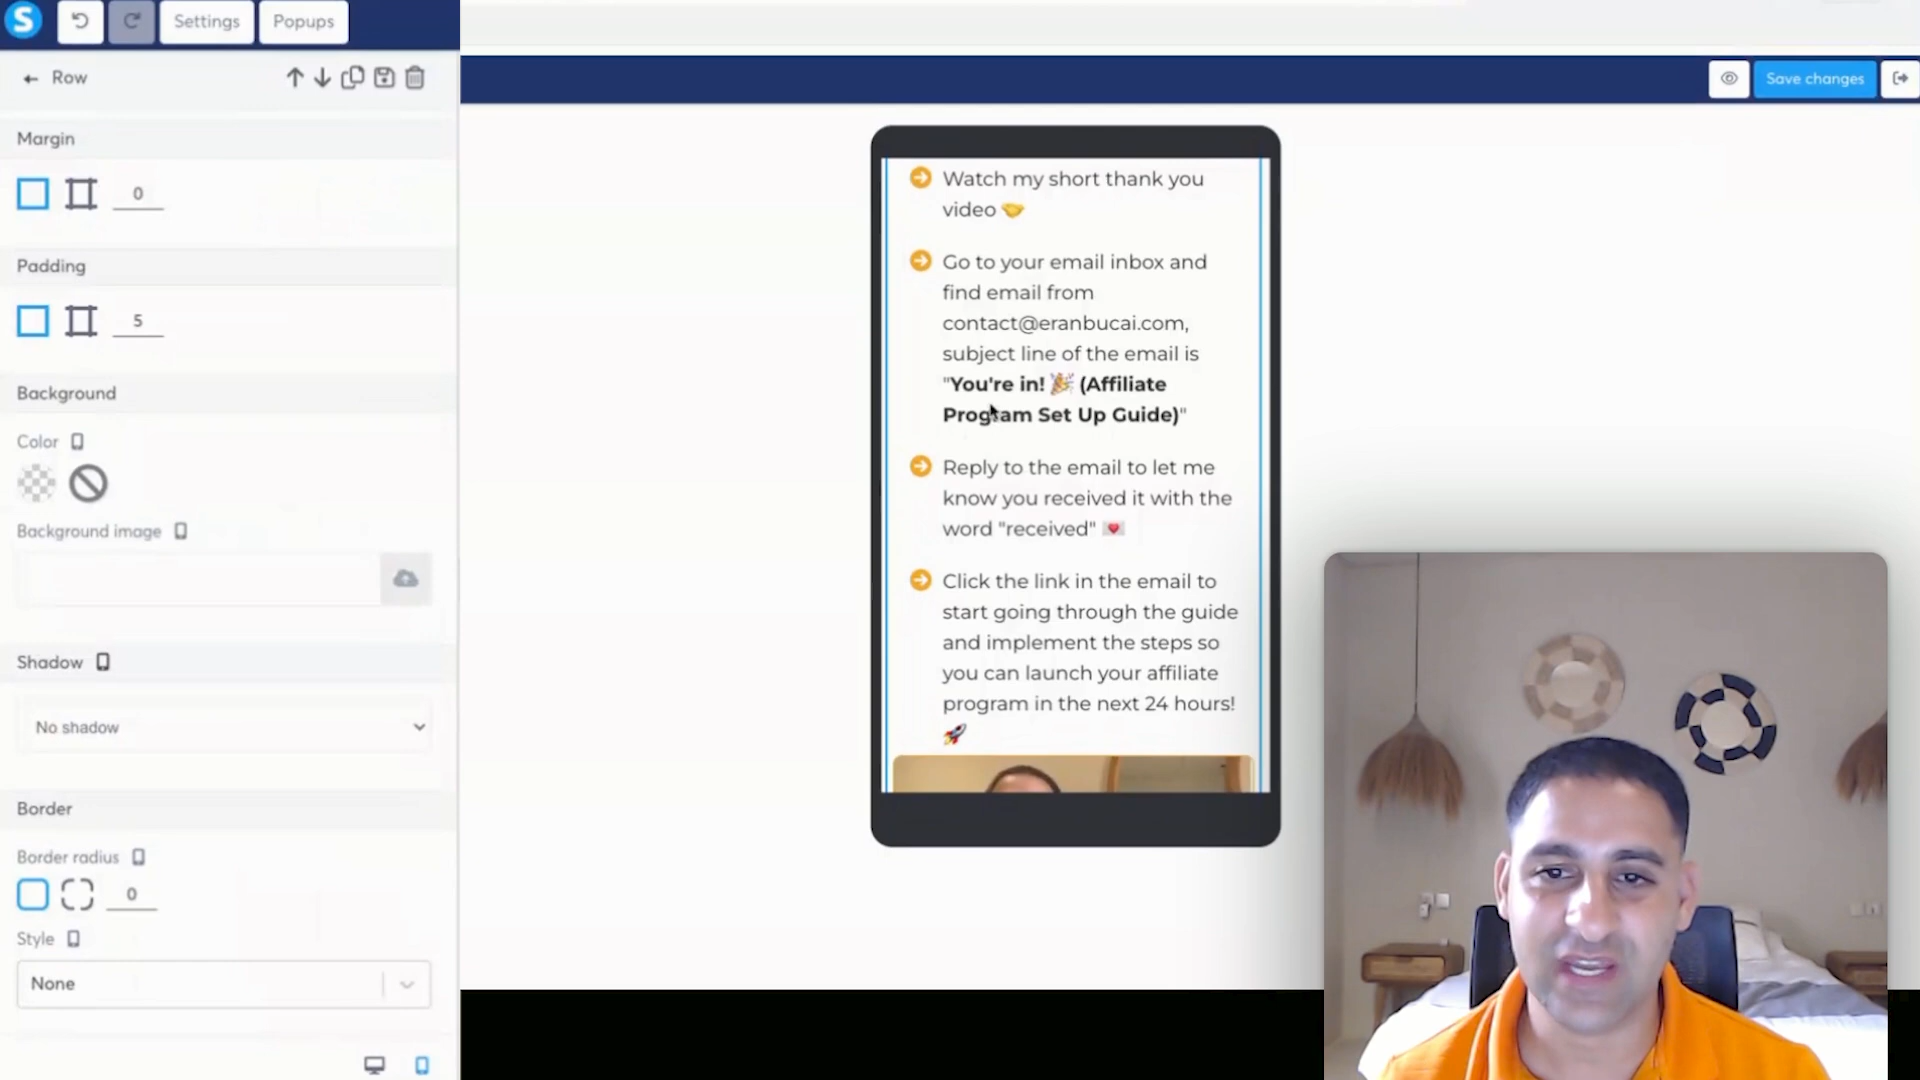 S
Settings
Popups
Row
Save changes
Margin
0
Padding
5
Background
Color
Background image
Shadow
No shadow
Border
Border radius
0
Style
None
Watch my short thank you
video 🤝
Go to your email inbox and
find email from
contact@eranbucai.com,
subject line of the email is
"You're in! 🎉 (Affiliate
Program Set Up Guide)"
Reply to the email to let me
know you received it with the
word "received" 💌
Click the link in the email to
start going through the guide
and implement the steps so
you can launch your affiliate
program in the next 24 hours!
🚀